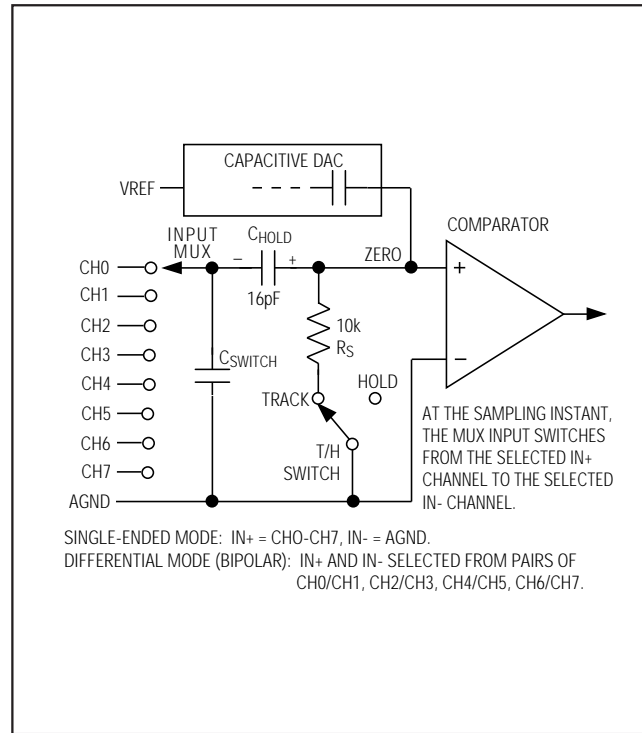 CAPACITIVE DAC
VREF
COMPARATOR
INPUT
MUX
CHOLD
− +
16pF
ZERO
+
CH0
CH1
CH2
CH3
CH4
CH5
CH6
CH7
AGND
CSWITCH
10k
RS
TRACK
HOLD
T/H
SWITCH
−
AT THE SAMPLING INSTANT,
THE MUX INPUT SWITCHES
FROM THE SELECTED IN+
CHANNEL TO THE SELECTED
IN- CHANNEL.
SINGLE-ENDED MODE: IN+ = CHO-CH7, IN- = AGND.
DIFFERENTIAL MODE (BIPOLAR): IN+ AND IN- SELECTED FROM PAIRS OF
CH0/CH1, CH2/CH3, CH4/CH5, CH6/CH7.